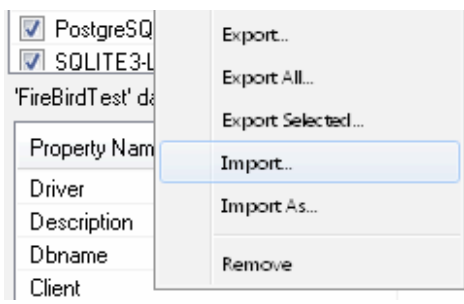 PostgreSQ
SQLITE3-L
'FireBirdTest' da
Property Nam
Driver
Description
Dbname
Client
Export...
Export All...
Export Selected...
Import...
Import As...
Remove